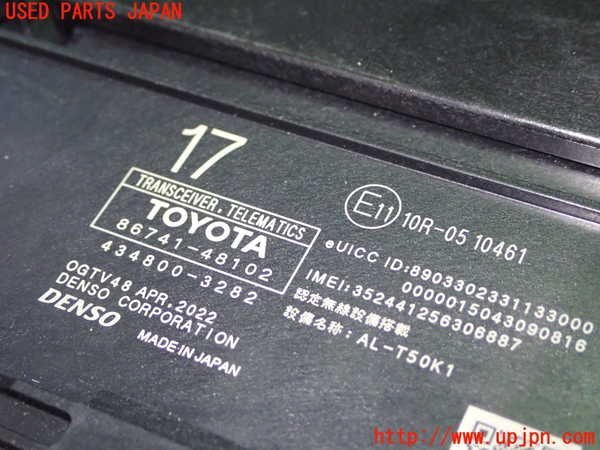 USED PARTS JAPAN
17
TRANSCEIVER, TELEMATICS
TOYOTA
86741-48102
434800-3282
OGTV48 APR, 2022
DENSO CORPORATION
DENSO
MADE IN JAPAN
E11 10R-05 10461
eUICC ID:8903302331133000
0000015043090816
IMEI:352441256306887
認定無線設備搭載
設備名称: AL-T50K1
http://www.upjpn.com/